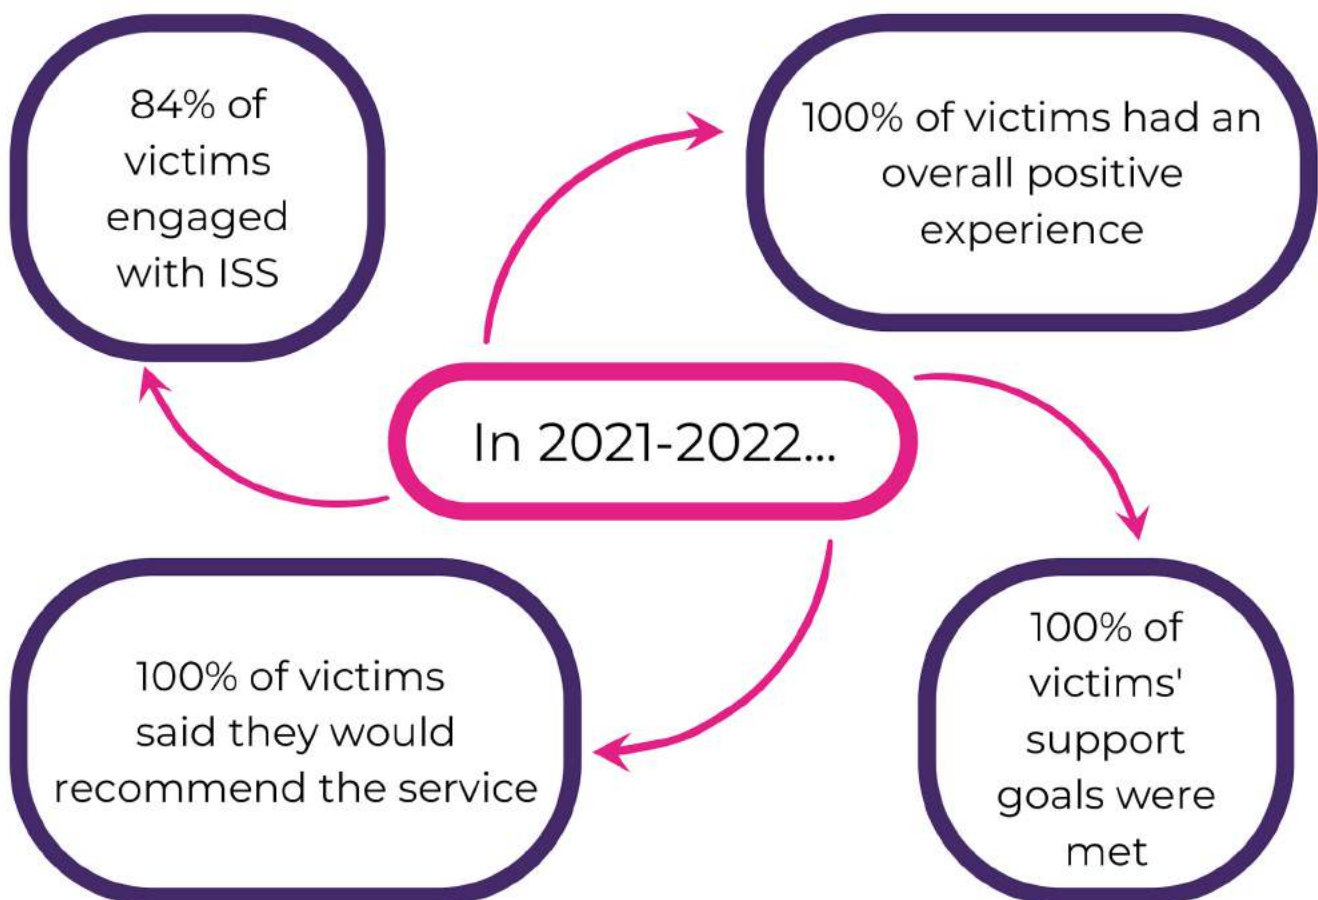 84% of
victims
engaged
with ISS
100% of victims had an
overall positive
experience
In 2021-2022...
100% of victims
said they would
recommend the service
100% of
victims'
support
goals were
met